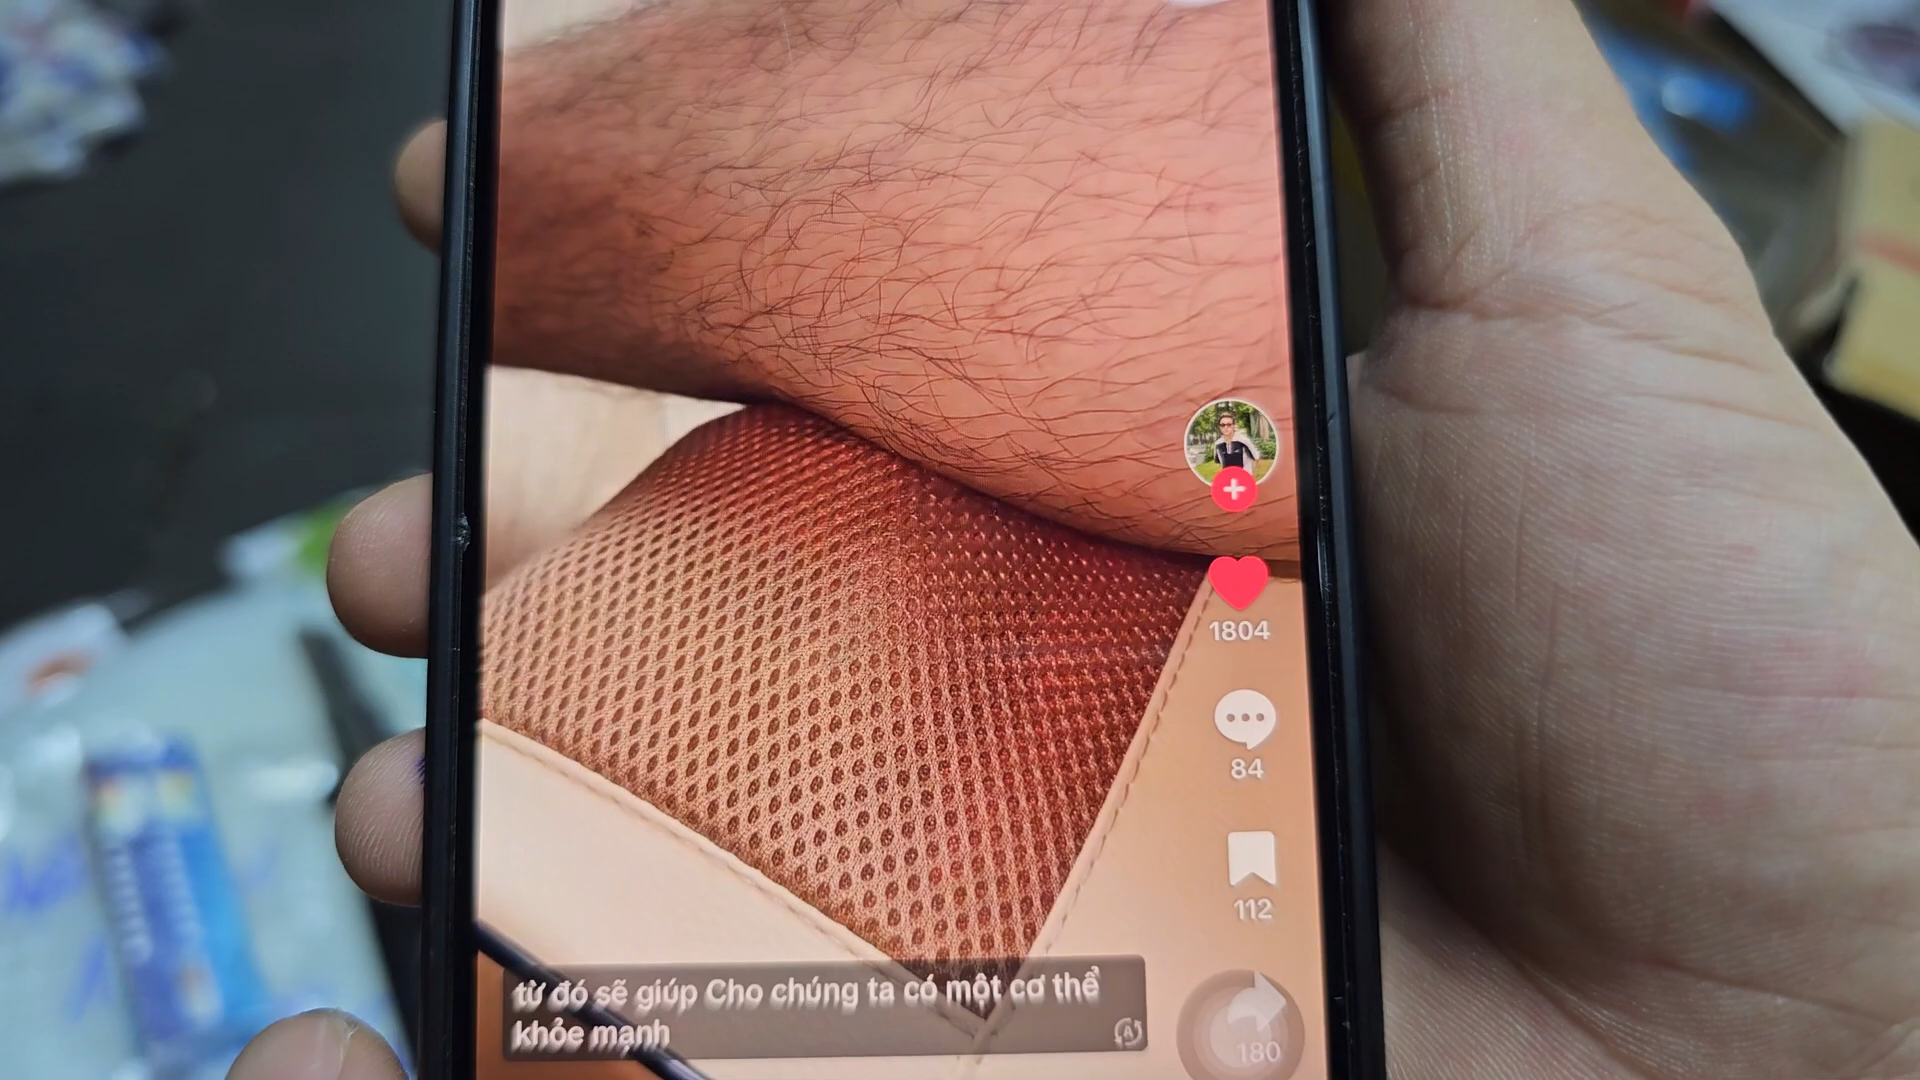 1804
84
112
từ đó sẽ giúp Cho chúng ta có một cơ thể
khỏe mạnh
180